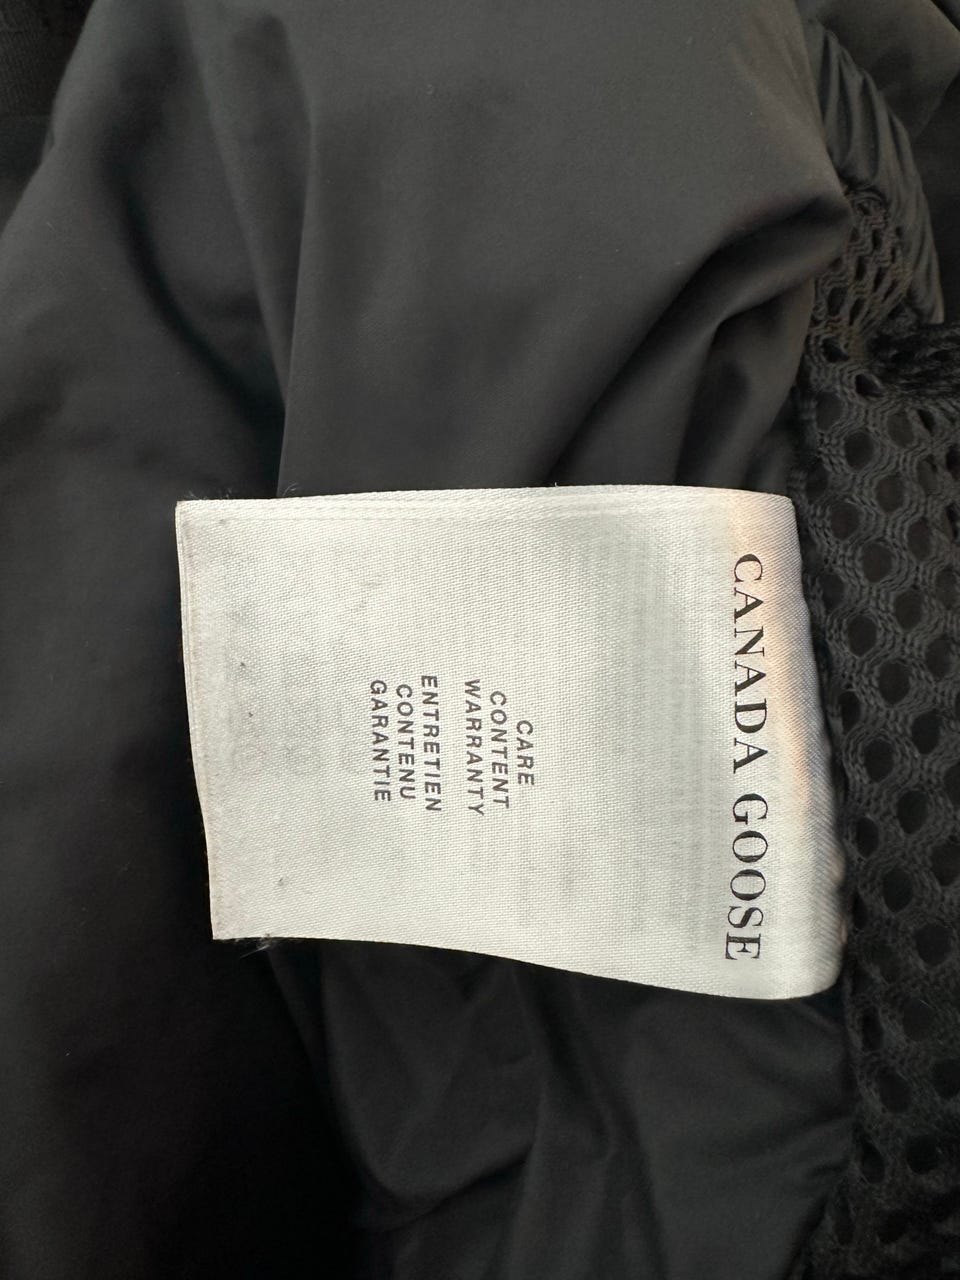 CANADA GOOSE
CARE
CONTENT
WARRANTY
ENTRETIEN
CONTENU
GARANTIE